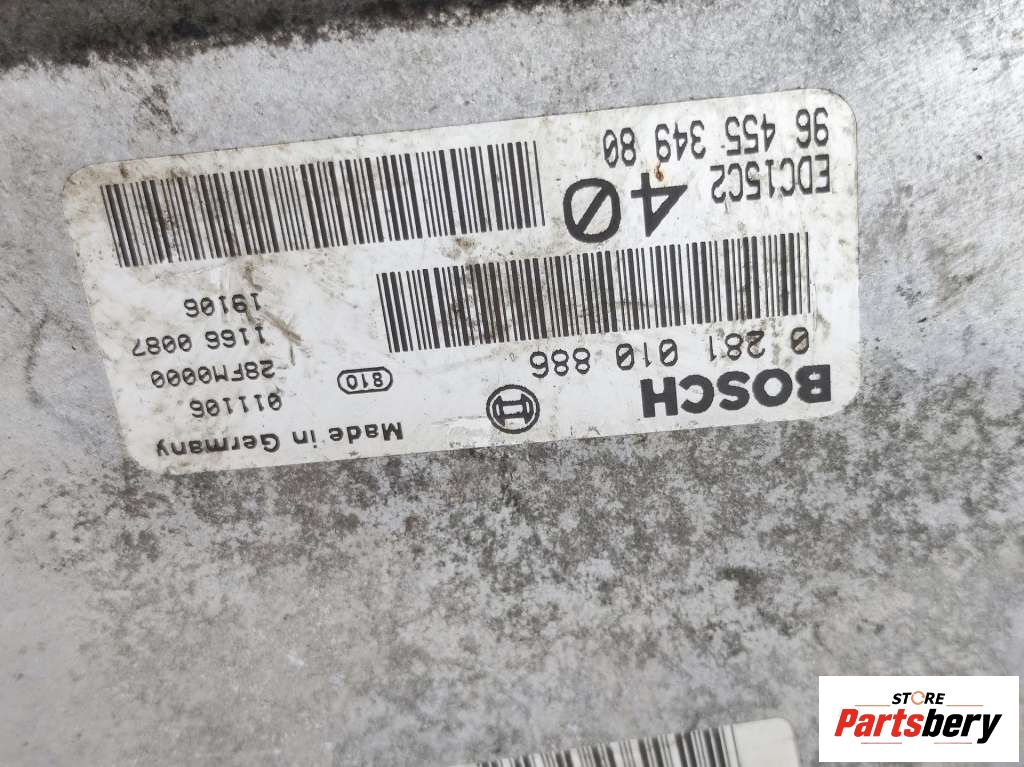 BOSCH
Made in Germany
0 281 010 886
810
011106
28FM0000
1166 0087
19106
40
EDC15C2
96 455 349 80
STORE
Partsbery